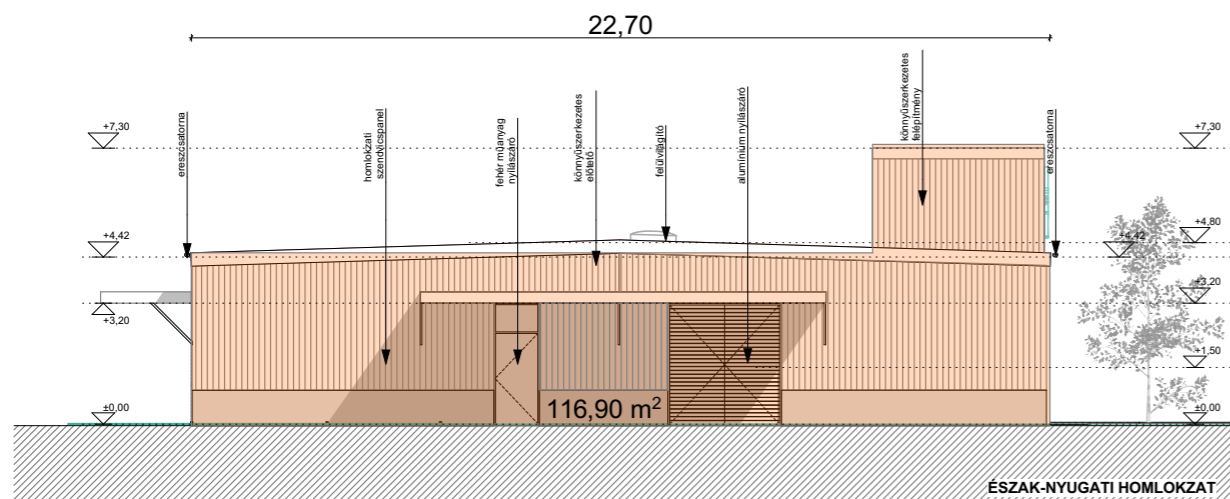 22,70
ereszcsatorna
homlokzati
szendvicspanel
fehér műanyag
nyílászáró
könnyűszerkezetes
előtető
felülvilágító
alumínium nyílászáró
könnyűszerkezetes
felépítmény
ereszcsatorna
+7,30
+7,30
+4,42
+4,80
+4,42
+3,20
+3,20
+1,50
±0,00
±0,00
116,90 m²
ÉSZAK-NYUGATI HOMLOKZAT